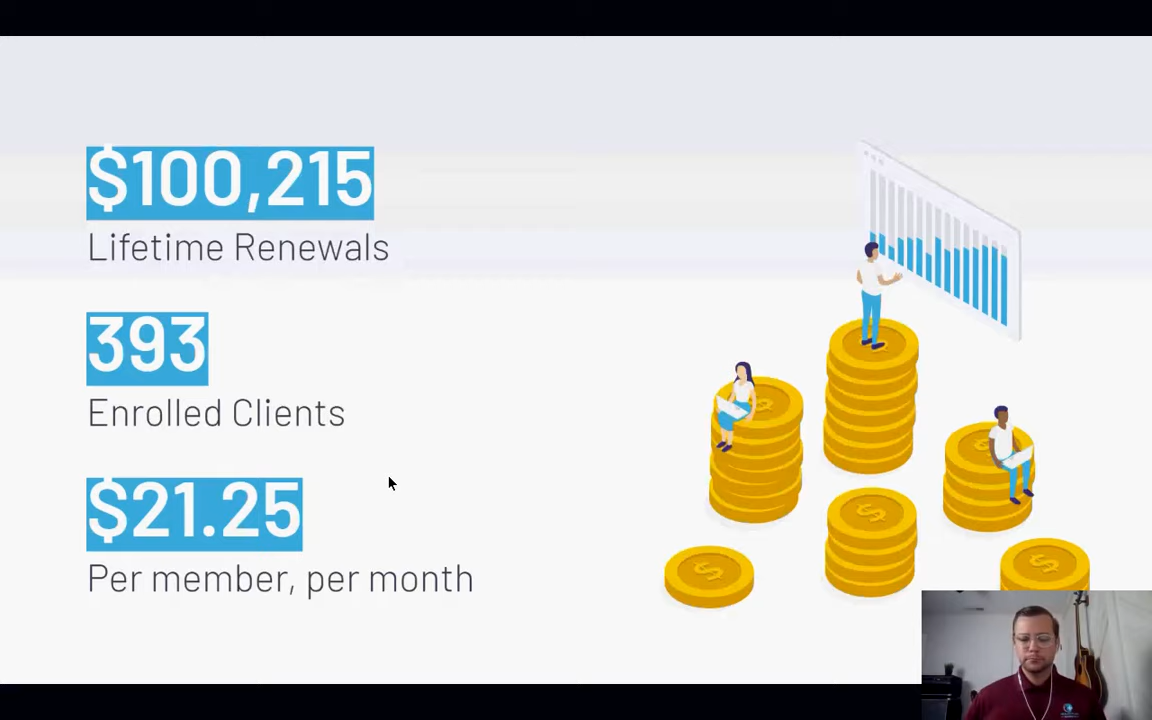 $100,215
Lifetime Renewals
393
Enrolled Clients
$21.25
Per member, per month